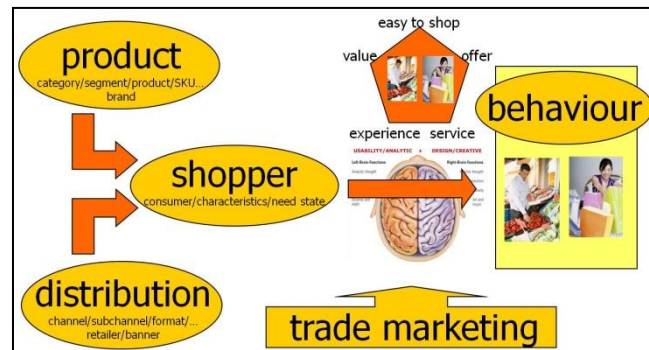 product
category/segment/product/SKU...
brand
shopper
consumer/characteristics/need state
distribution
channel/subchannel/format/...
retailer/banner
easy to shop
value
offer
experience
service
USABILITY/ANALYTIC
DESIGN/CREATIVE
Left Brain Functions
Right Brain Functions
behaviour
trade marketing